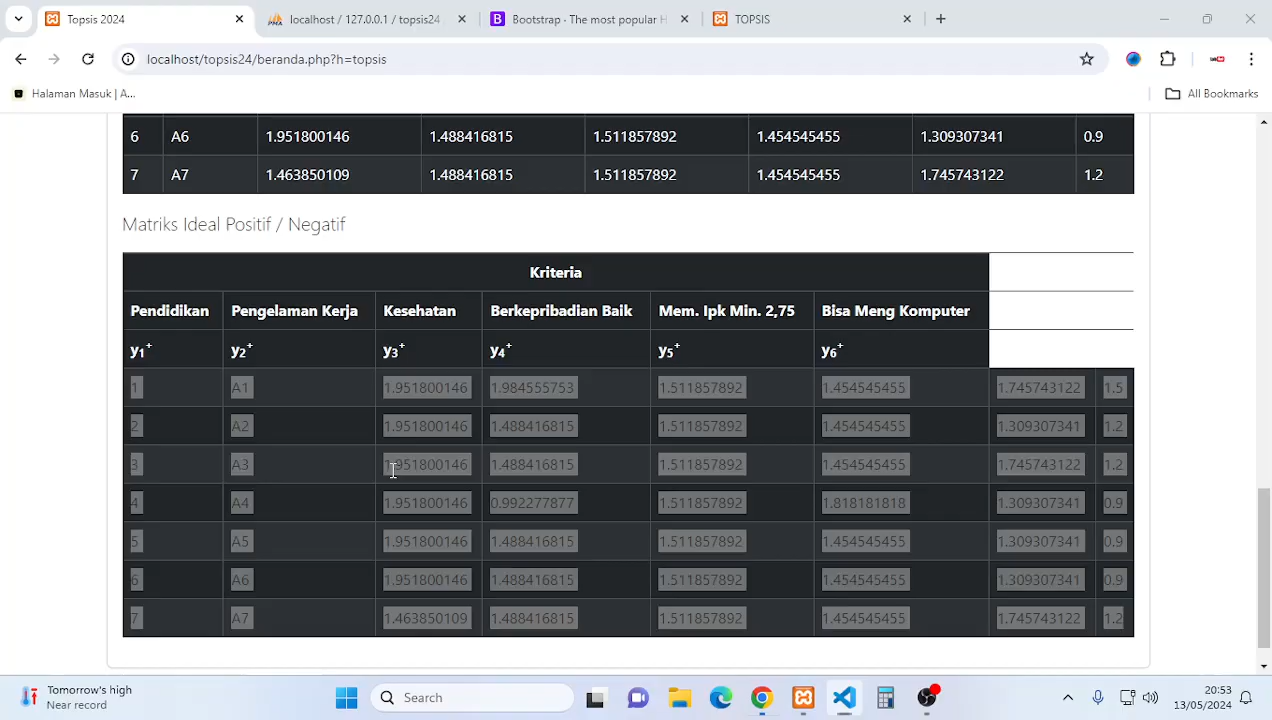 Topsis 2024
localhost / 127.0.0.1 / topsis24
Bootstrap · The most popular H
TOPSIS
localhost/topsis24/beranda.php?h=topsis
Halaman Masuk | A...
All Bookmarks
6 A6 1.951800146 1.488416815 1.511857892 1.454545455 1.309307341 0.9
7 A7 1.463850109 1.488416815 1.511857892 1.454545455 1.745743122 1.2
Matriks Ideal Positif / Negatif
Kriteria
Pendidikan Pengelaman Kerja Kesehatan Berkepribadian Baik Mem. Ipk Min. 2,75 Bisa Meng Komputer
y₁⁺ y₂⁺ y₃⁺ y₄⁺ y₅⁺ y₆⁺
1 A1 1.951800146 1.984555753 1.511857892 1.454545455 1.745743122 1.5
2 A2 1.951800146 1.488416815 1.511857892 1.454545455 1.309307341 1.2
3 A3 1.951800146 1.488416815 1.511857892 1.454545455 1.745743122 1.2
4 A4 1.951800146 0.992277877 1.511857892 1.818181818 1.309307341 0.9
5 A5 1.951800146 1.488416815 1.511857892 1.454545455 1.309307341 0.9
6 A6 1.951800146 1.488416815 1.511857892 1.454545455 1.309307341 0.9
7 A7 1.463850109 1.488416815 1.511857892 1.454545455 1.745743122 1.2
Tomorrow's high
Near record
Search
20:53
13/05/2024